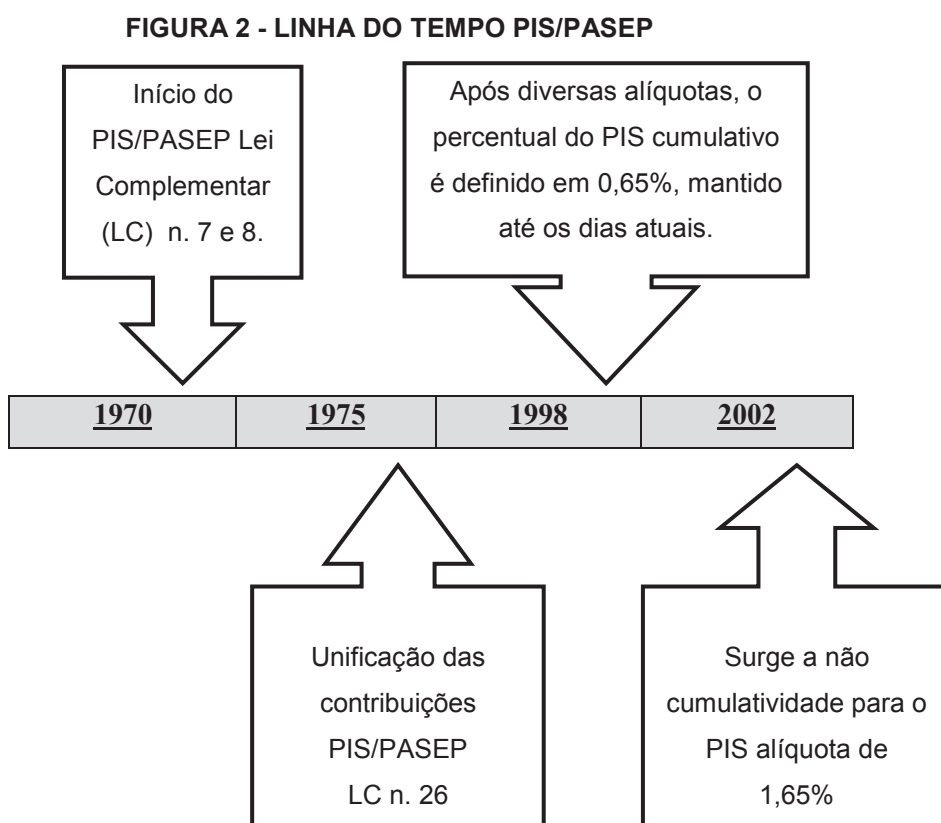 FIGURA 2 - LINHA DO TEMPO PIS/PASEP
Início do
PIS/PASEP Lei
Complementar
(LC) n. 7 e 8.
Após diversas alíquotas, o
percentual do PIS cumulativo
é definido em 0,65%, mantido
até os dias atuais.
1970 1975 1998 2002
Unificação das
contribuições
PIS/PASEP
LC n. 26
Surge a não
cumulatividade para o
PIS alíquota de
1,65%